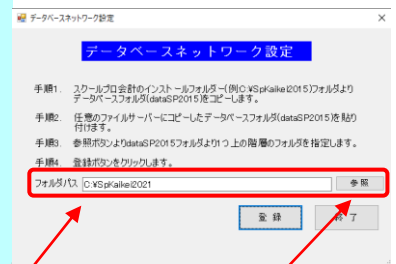 データベースネットワーク設定
データベースネットワーク設定
手順1. スクールプロ会計のインストールフォルダー(例C:¥SpKaikei2015)フォルダより
データベースフォルダ(dataSP2015)をコピーします。
手順2. 任意のファイルサーバーにコピーしたデータベースフォルダ(dataSP2015)を貼り
付けます。
手順3. 参照ボタンよりdataSP2015フォルダより1つ上の階層のフォルダを指定します。
手順4. 登録ボタンをクリックします。
フォルダパス C:¥SpKaikei2021 参照
登 録 終 了